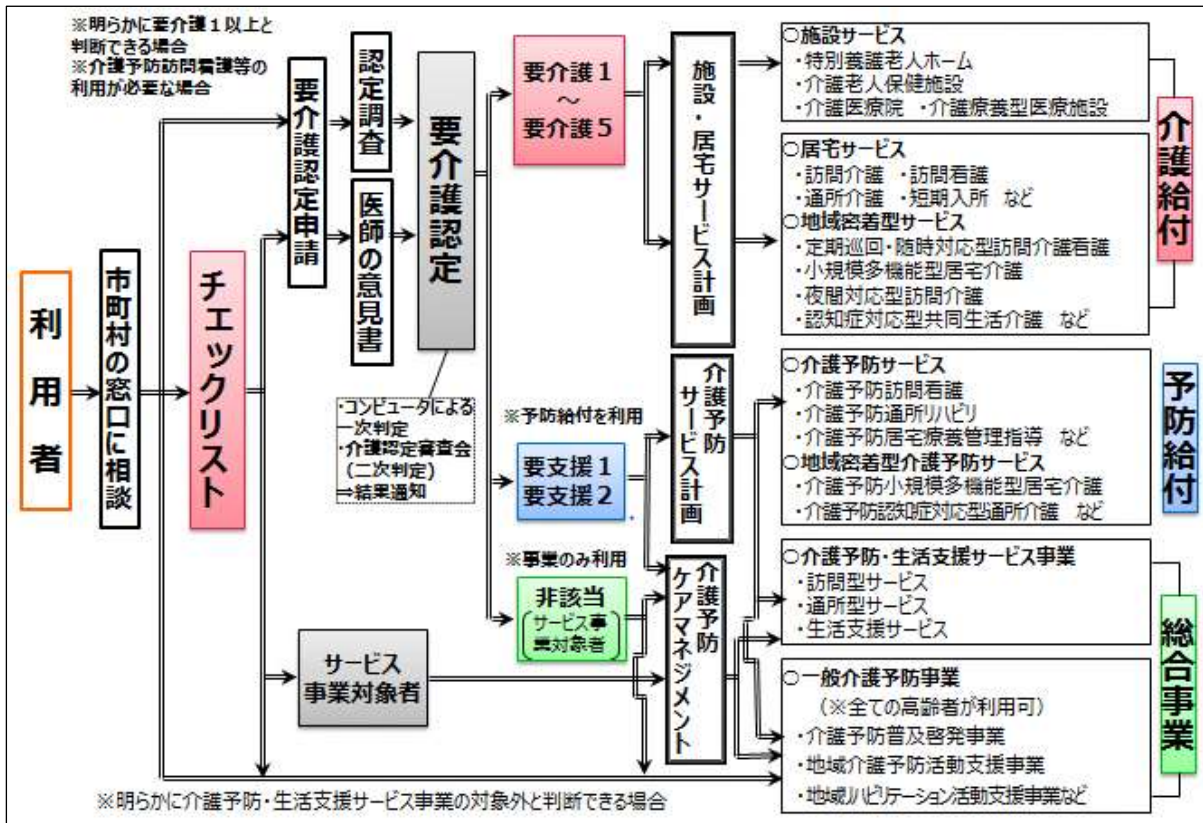 ※明らかに要介護1以上と
判断できる場合
※介護予防訪問看護等の
利用が必要な場合
利用者
市町村の窓口に相談
チェックリスト
要介護認定申請
認定調査
医師の意見書
要介護認定
・コンピュータによる
一次判定
・介護認定審査会
(二次判定)
⇒結果通知
サービス
事業対象者
要介護1
～
要介護5
※予防給付を利用
要支援1
要支援2
※事業のみ利用
非該当
サービス事
業対象者
施設・居宅サービス計画
介護予防
サービス計画
介護予防
ケアマネジメント
○施設サービス
・特別養護老人ホーム
・介護老人保健施設
・介護医療院 ・介護療養型医療施設
○居宅サービス
・訪問介護 ・訪問看護
・通所介護 ・短期入所 など
○地域密着型サービス
・定期巡回・随時対応型訪問介護看護
・小規模多機能型居宅介護
・夜間対応型訪問介護
・認知症対応型共同生活介護 など
介護給付
○介護予防サービス
・介護予防訪問看護
・介護予防通所リハビリ
・介護予防居宅療養管理指導 など
○地域密着型介護予防サービス
・介護予防小規模多機能型居宅介護
・介護予防認知症対応型通所介護 など
予防給付
○介護予防・生活支援サービス事業
・訪問型サービス
・通所型サービス
・生活支援サービス
○一般介護予防事業
(※全ての高齢者が利用可)
・介護予防普及啓発事業
・地域介護予防活動支援事業
・地域リハビリテーション活動支援事業など
総合事業
※明らかに介護予防・生活支援サービス事業の対象外と判断できる場合